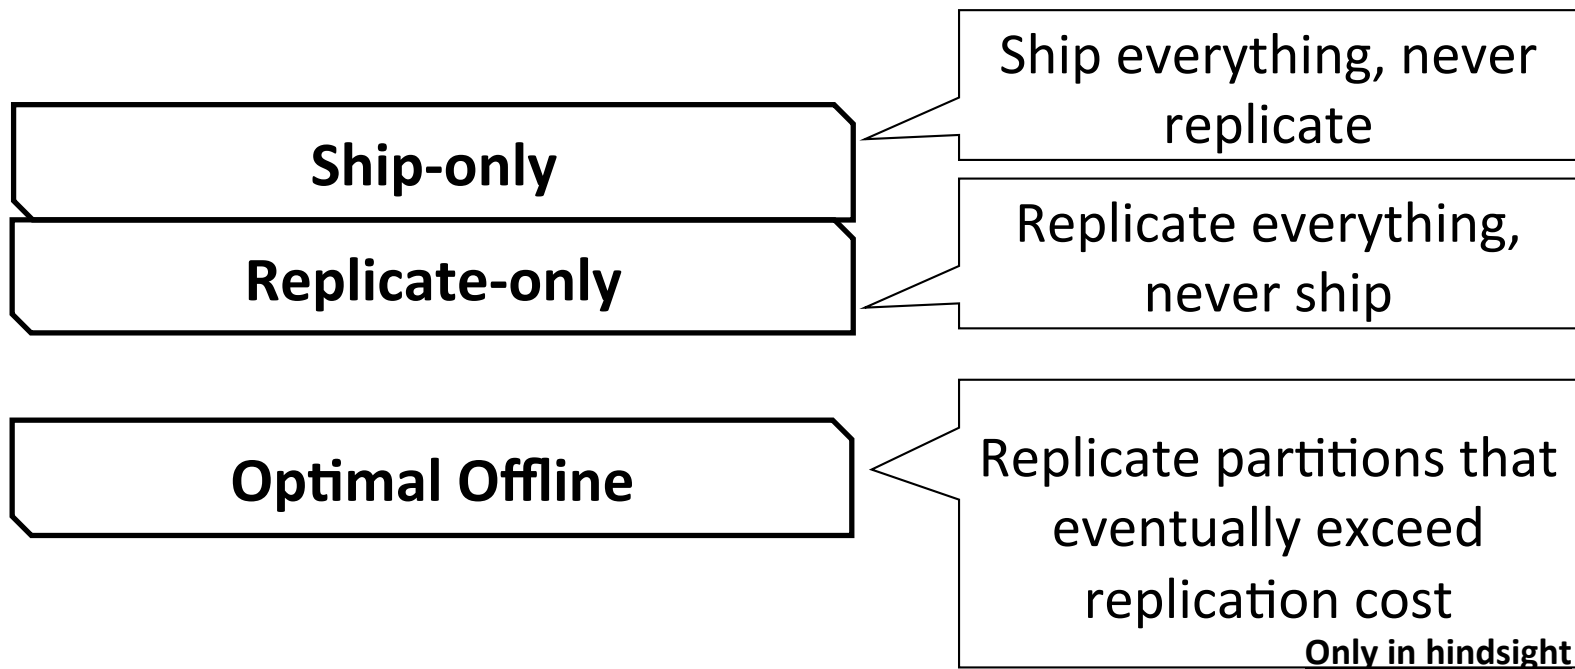 Ship-only
Ship everything, never
replicate
Replicate-only
Replicate everything,
never ship
Optimal Offline
Replicate partitions that
eventually exceed
replication cost
Only in hindsight